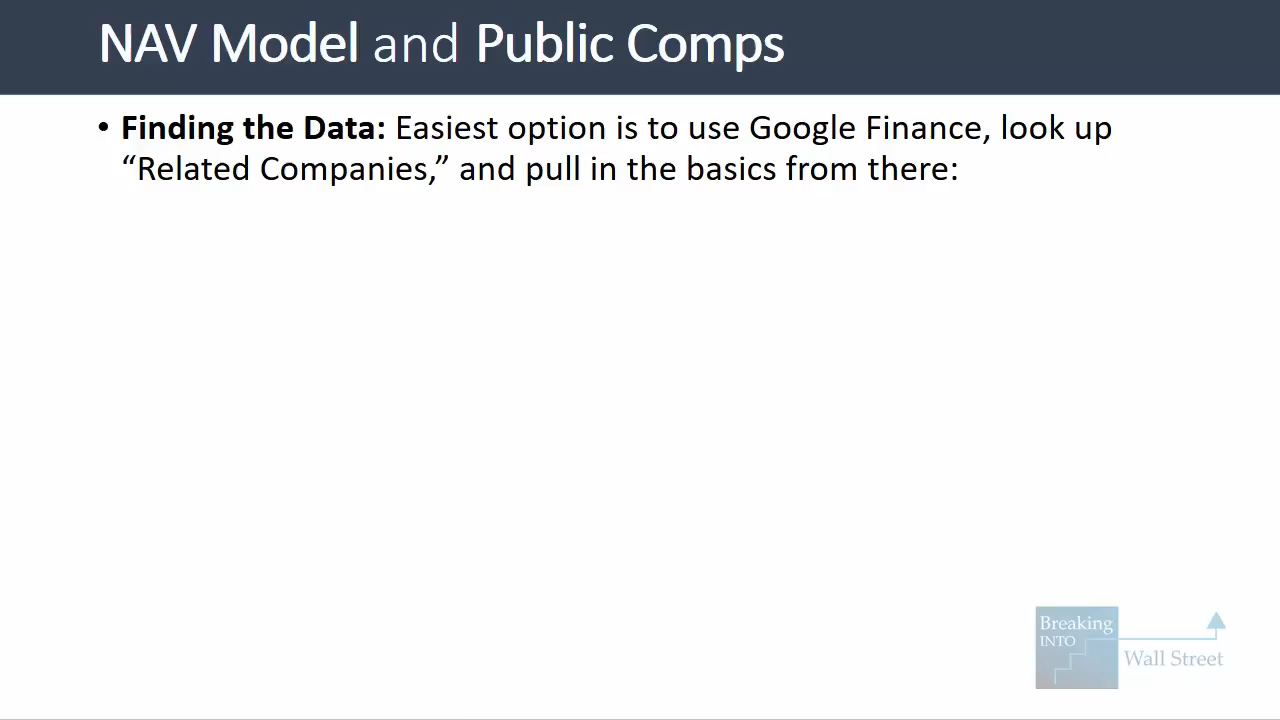 NAV Model and Public Comps
• Finding the Data: Easiest option is to use Google Finance, look up
“Related Companies,” and pull in the basics from there:
Breaking
INTO
Wall Street